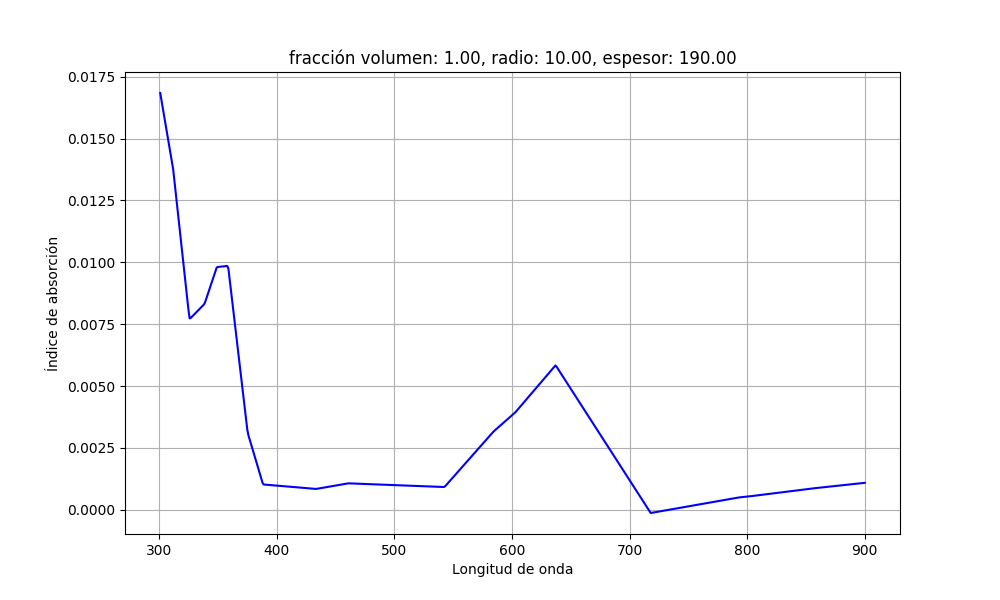 fracción volumen: 1.00, radio: 10.00, espesor: 190.00
0.0175
0.0150
0.0125
0.0100
0.0075
0.0050
0.0025
0.0000
Índice de absorción
300 400 500 600 700 800 900
Longitud de onda